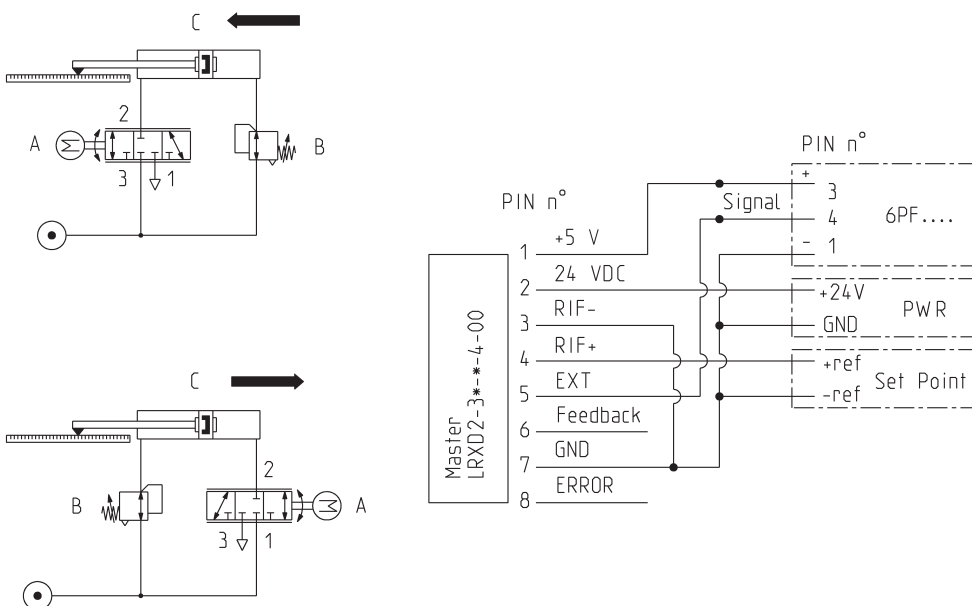 C
2
A
M
B
3
1
C
2
B
A
M
3
1
PIN n°
PIN n°
Master
LRXD2-3*-*-4-00
1 +5 V
2 24 VDC
3 RIF-
4 RIF+
5 EXT
6 Feedback
7 GND
8 ERROR
Signal
+
3
4
- 1
6PF....
+24V
GND
PWR
+ref
-ref
Set Point